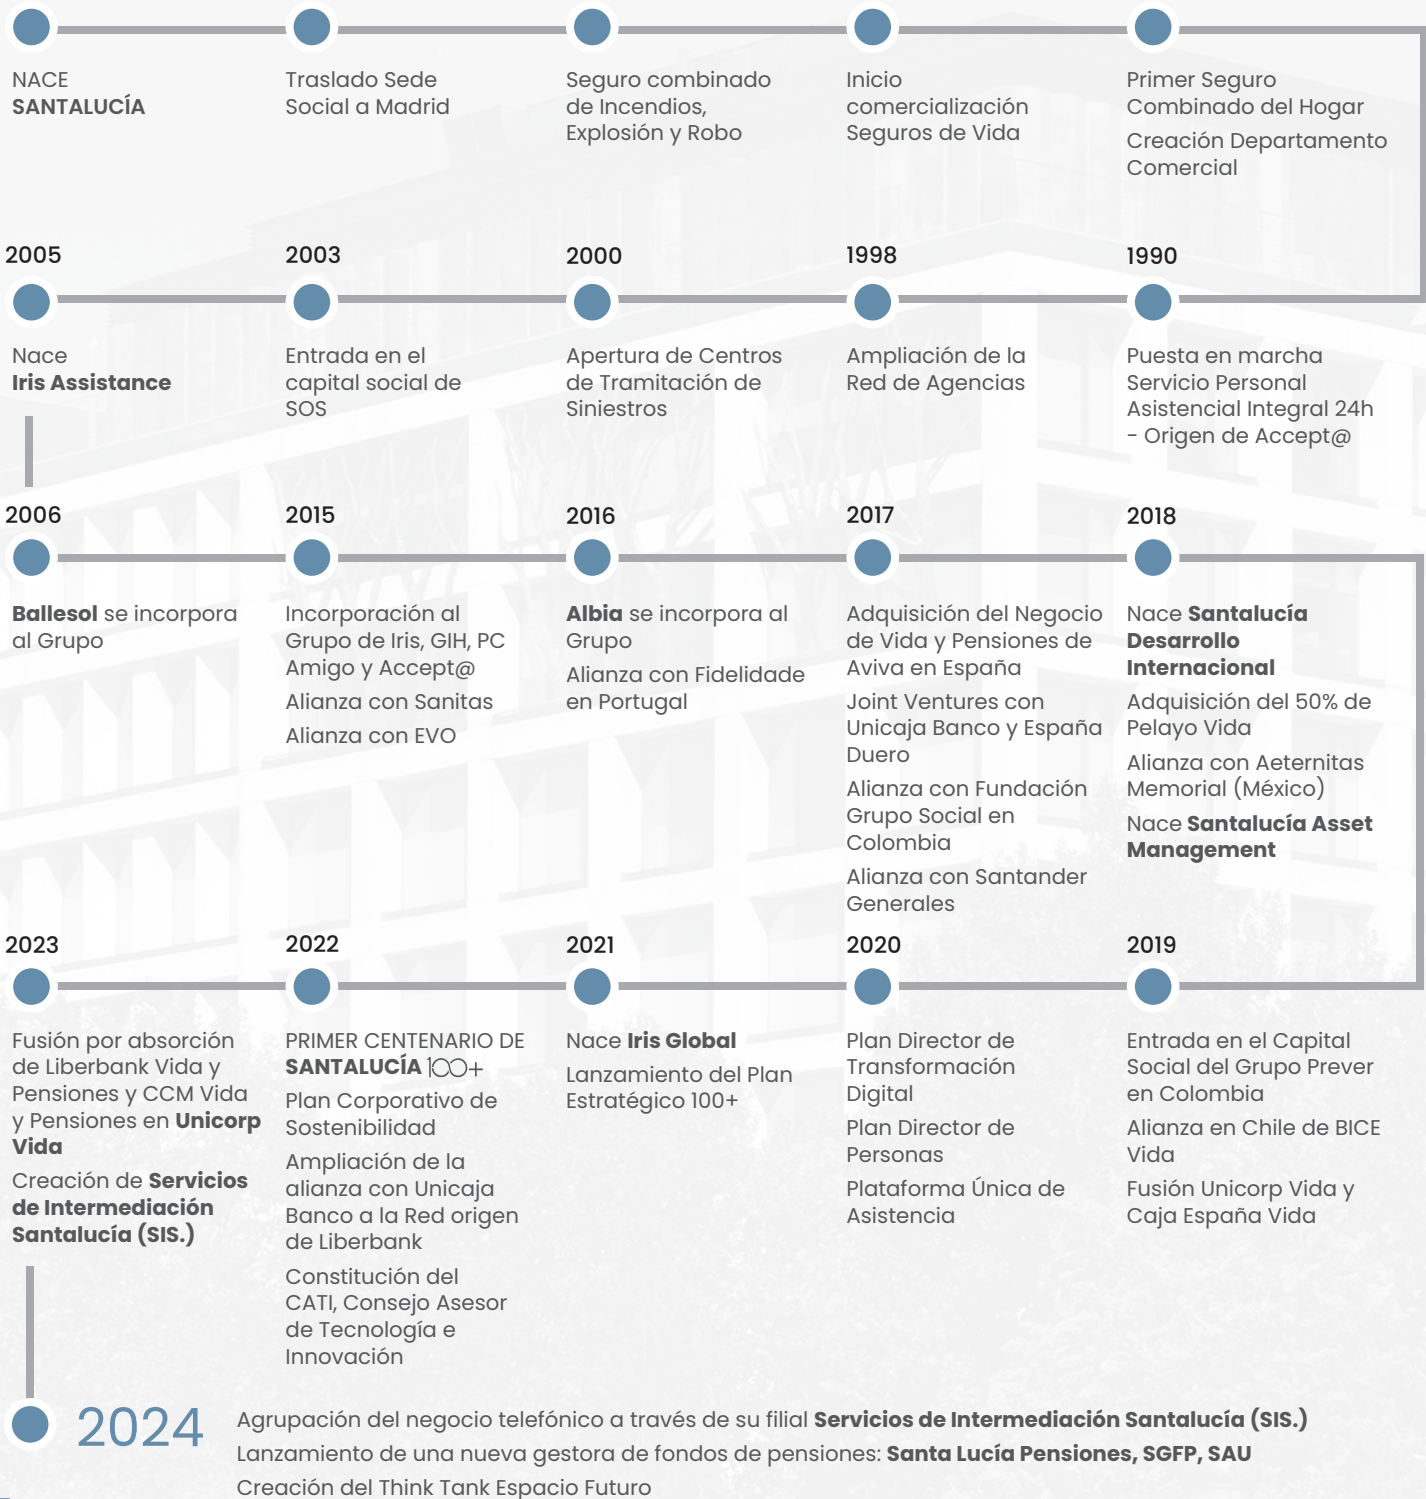 NACE
SANTALUCÍA
Traslado Sede
Social a Madrid
Seguro combinado
de Incendios,
Explosión y Robo
Inicio
comercialización
Seguros de Vida
Primer Seguro
Combinado del Hogar
Creación Departamento
Comercial
1990
Puesta en marcha
Servicio Personal
Asistencial Integral 24h
- Origen de Accept@
1998
Ampliación de la
Red de Agencias
2000
Apertura de Centros
de Tramitación de
Siniestros
2003
Entrada en el
capital social de
SOS
2005
Nace
Iris Assistance
2006
Ballesol se incorpora
al Grupo
2015
Incorporación al
Grupo de Iris, GIH, PC
Amigo y Accept@
Alianza con Sanitas
Alianza con EVO
2016
Albia se incorpora al
Grupo
Alianza con Fidelidade
en Portugal
2017
Adquisición del Negocio
de Vida y Pensiones de
Aviva en España
Joint Ventures con
Unicaja Banco y España
Duero
Alianza con Fundación
Grupo Social en
Colombia
Alianza con Santander
Generales
2018
Nace Santalucía
Desarrollo
Internacional
Adquisición del 50% de
Pelayo Vida
Alianza con Aeternitas
Memorial (México)
Nace Santalucía Asset
Management
2019
Entrada en el Capital
Social del Grupo Prever
en Colombia
Alianza en Chile de BICE
Vida
Fusión Unicorp Vida y
Caja España Vida
2020
Plan Director de
Transformación
Digital
Plan Director de
Personas
Plataforma Única de
Asistencia
2021
Nace Iris Global
Lanzamiento del Plan
Estratégico 100+
2022
PRIMER CENTENARIO DE
SANTALUCÍA 100+
Plan Corporativo de
Sostenibilidad
Ampliación de la
alianza con Unicaja
Banco a la Red origen
de Liberbank
Constitución del
CATI, Consejo Asesor
de Tecnología e
Innovación
2023
Fusión por absorción
de Liberbank Vida y
Pensiones y CCM Vida
y Pensiones en Unicorp
Vida
Creación de Servicios
de Intermediación
Santalucía (SIS.)
2024
Agrupación del negocio telefónico a través de su filial Servicios de Intermediación Santalucía (SIS.)
Lanzamiento de una nueva gestora de fondos de pensiones: Santa Lucía Pensiones, SGFP, SAU
Creación del Think Tank Espacio Futuro